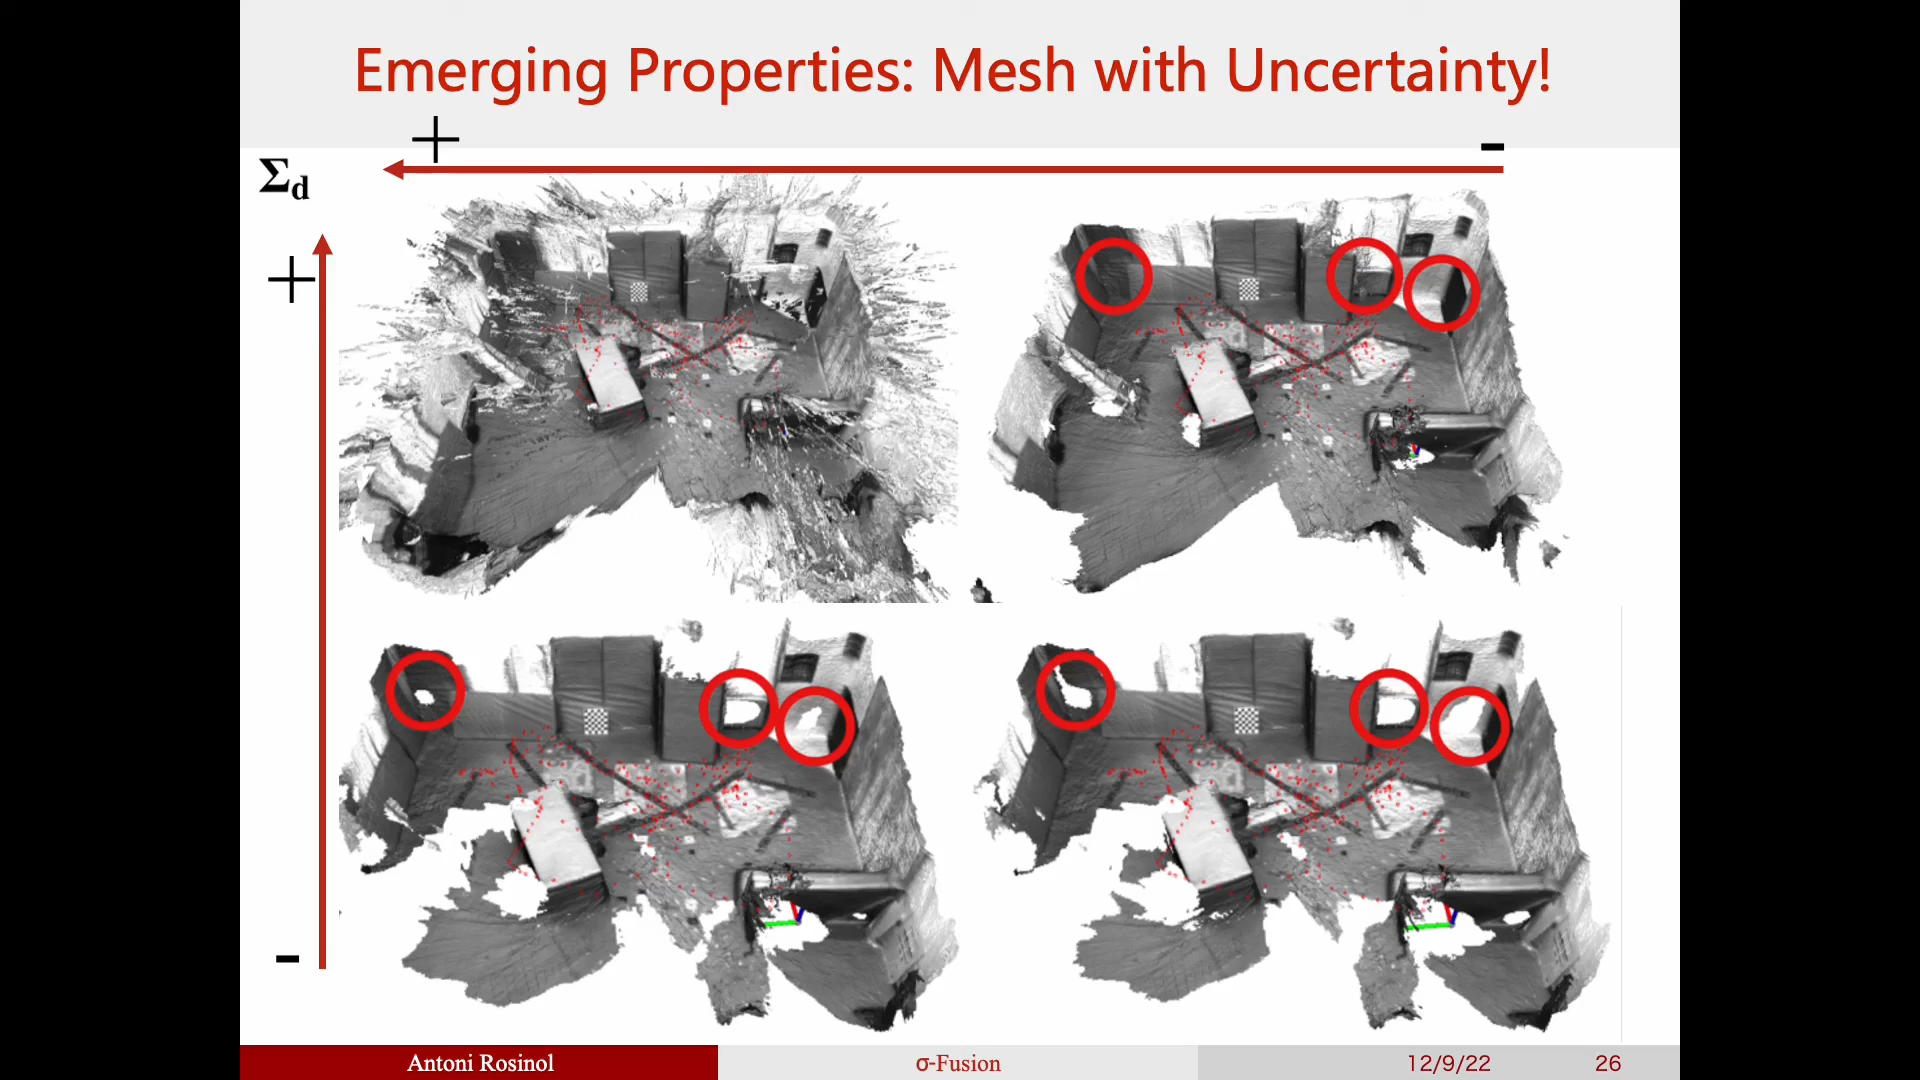 Emerging Properties: Mesh with Uncertainty!
+
-
Σd
+
-
Antoni Rosinol
σ-Fusion
12/9/22
26